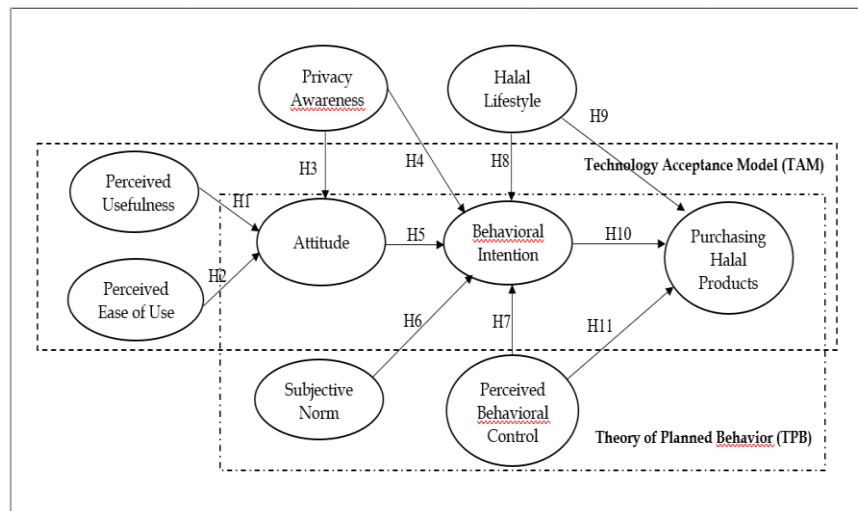 Privacy
Awareness
Halal
Lifestyle
H9
H3
H4
H8
Technology Acceptance Model (TAM)
Perceived
Usefulness
H1
Attitude
H5
Behavioral
Intention
H10
Purchasing
Halal
Products
H2
Perceived
Ease of Use
H6
H7
H11
Subjective
Norm
Perceived
Behavioral
Control
Theory of Planned Behavior (TPB)